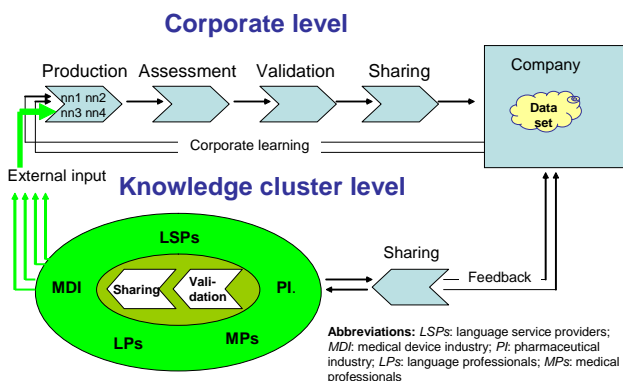 Corporate level
Production
Assessment
Validation
Sharing
Company
nn1 nn2
nn3 nn4
Data
set
Corporate learning
External input
Knowledge cluster level
LSPs
MDI
Sharing
Vali-
dation
PI.
LPs
MPs
Sharing
Feedback
Abbreviations: LSPs: language service providers;
MDI: medical device industry; PI: pharmaceutical
industry; LPs: language professionals; MPs: medical
professionals